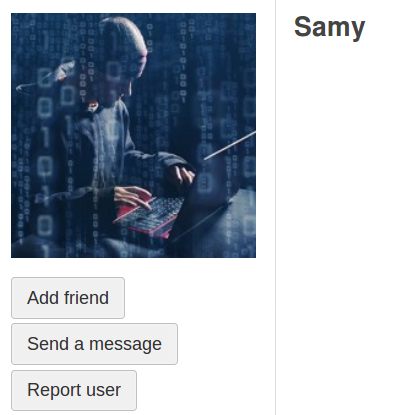 Samy
Add friend
Send a message
Report user